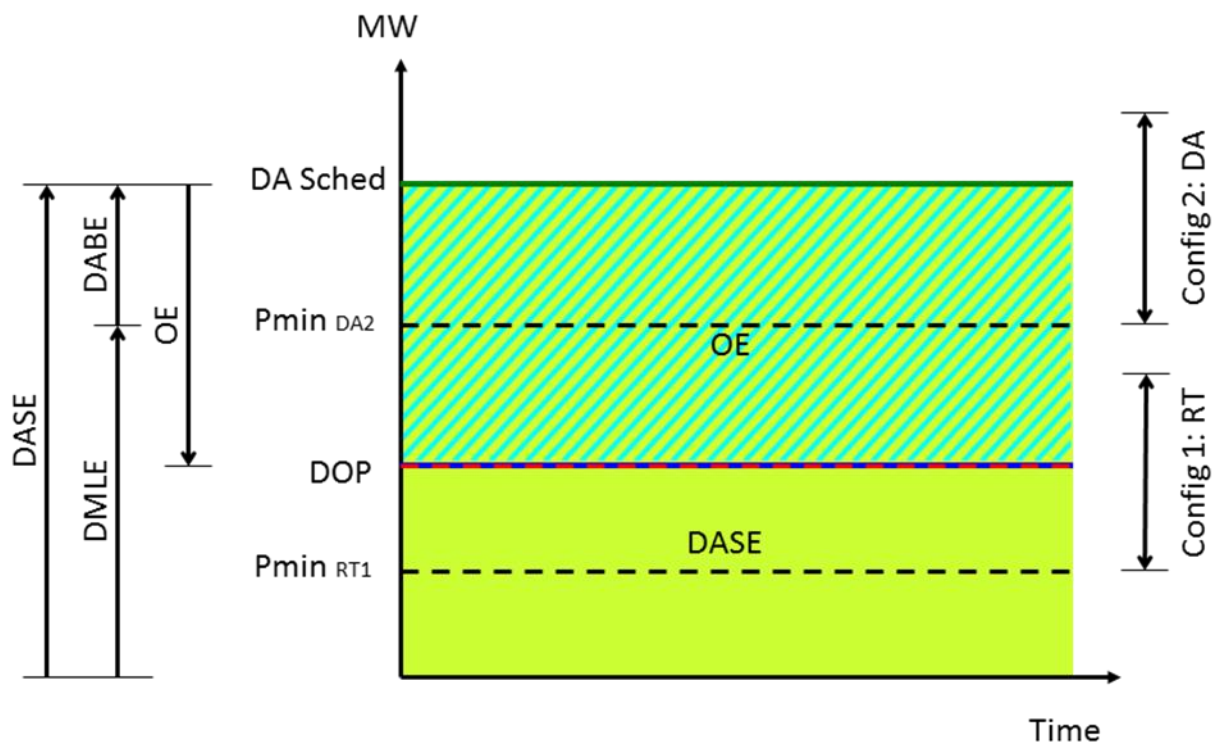 MW
DA Sched
Pmin DA2
DOP
Pmin RT1
OE
DASE
Time
DASE
DABE
DMLE
OE
Config 2: DA
Config 1: RT